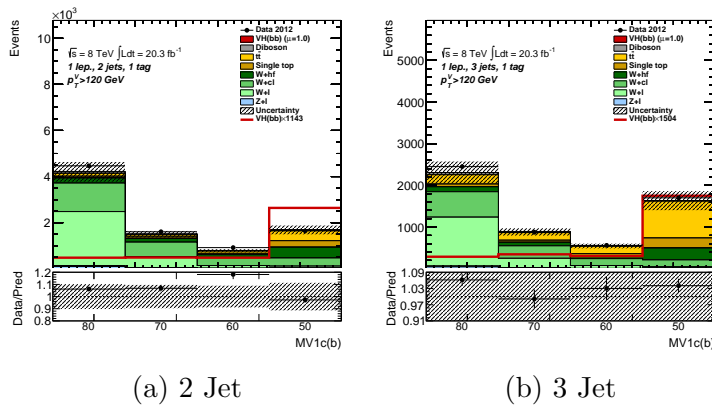 Events
×10³
10
8
6
4
2
√s = 8 TeV ∫Ldt = 20.3 fb⁻¹
1 lep., 2 jets, 1 tag
p_T^V>120 GeV
Data 2012
VH(bb) (μ=1.0)
Diboson
tt̄
Single top
W+hf
W+cl
W+l
Z+l
Uncertainty
VH(bb)×1143
Data/Pred
1.2
1.1
1
0.9
0.8
80 70 60 50
MV1c(b)
(a) 2 Jet
Events
5000
4000
3000
2000
1000
√s = 8 TeV ∫Ldt = 20.3 fb⁻¹
1 lep., 3 jets, 1 tag
p_T^V>120 GeV
Data 2012
VH(bb) (μ=1.0)
Diboson
tt̄
Single top
W+hf
W+cl
W+l
Z+l
Uncertainty
VH(bb)×1504
Data/Pred
1.09
1.03
0.97
0.91
80 70 60 50
MV1c(b)
(b) 3 Jet